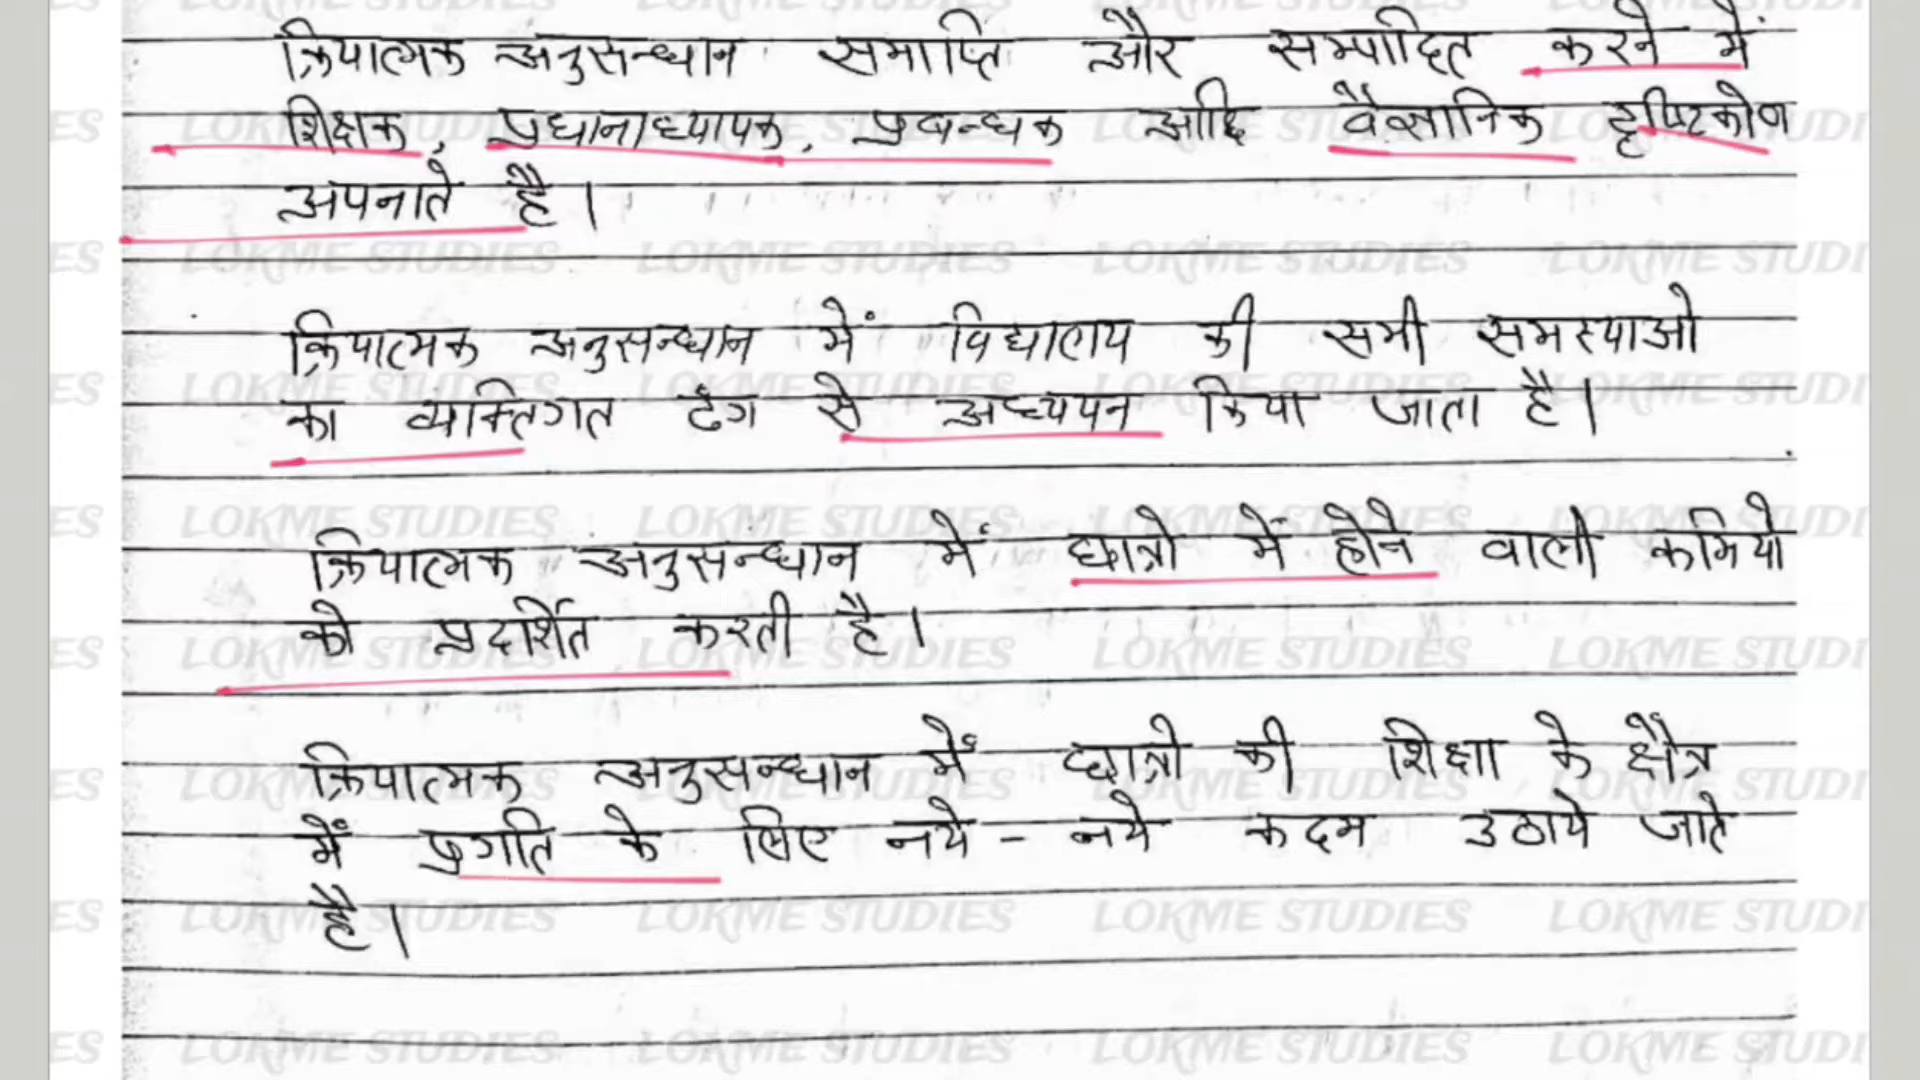 क्रियात्मक अनुसन्धान समाप्ति और सम्पादित करने में
शिक्षक, प्रधानाध्यापक, प्रबन्धक आदि वैज्ञानिक दृष्टिकोण
अपनाते है।
क्रियात्मक अनुसन्धान में विद्यालय की सभी समस्याओ
का व्यक्तिगत ढंग से अध्ययन किया जाता है।
क्रियात्मक अनुसन्धान में छात्रो में होने वाली कमियो
को प्रदर्शित करती है।
क्रियात्मक अनुसन्धान में छात्रो की शिक्षा के क्षेत्र
में प्रगति के लिए नये - नये कदम उठाये जाते
है।
LOKME STUDIES